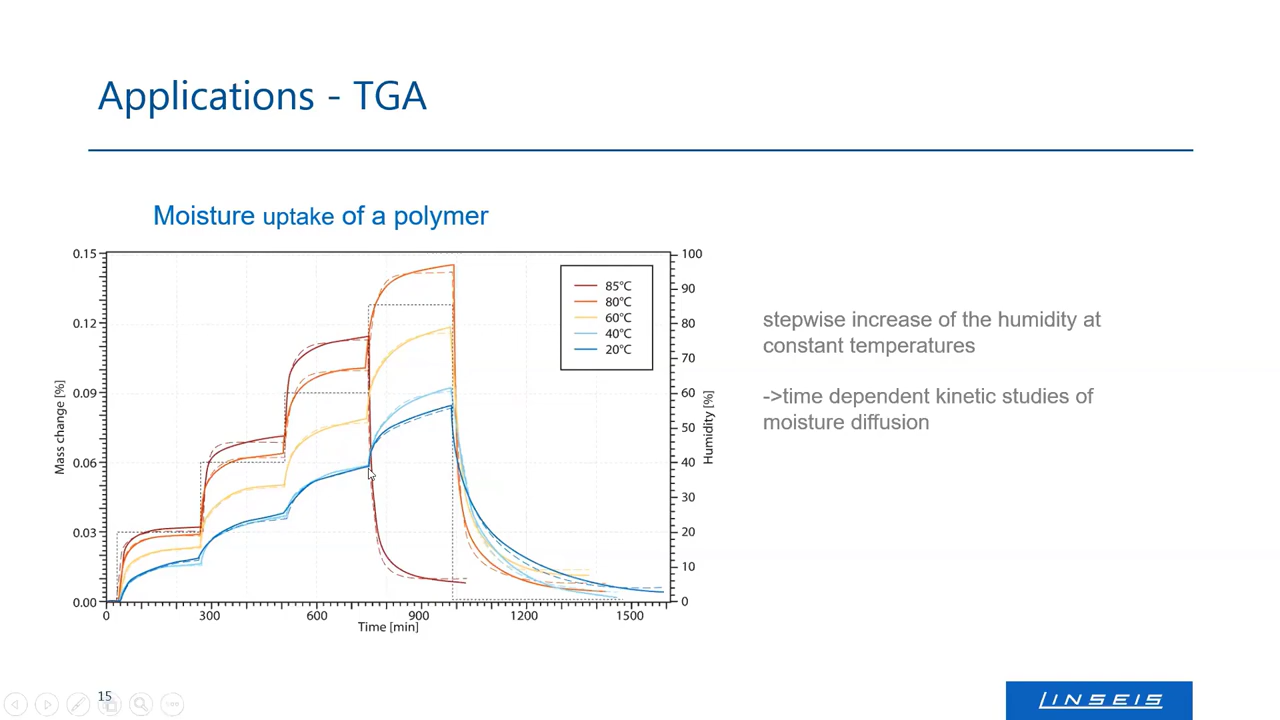 Applications - TGA
Moisture uptake of a polymer
0.15
0.12
0.09
0.06
0.03
0.00
Mass change [%]
0
300
600
900
1200
1500
Time [min]
100
90
80
70
60
50
40
30
20
10
0
Humidity [%]
85°C
80°C
60°C
40°C
20°C
stepwise increase of the humidity at
constant temperatures
->time dependent kinetic studies of
moisture diffusion
15
LINSEIS